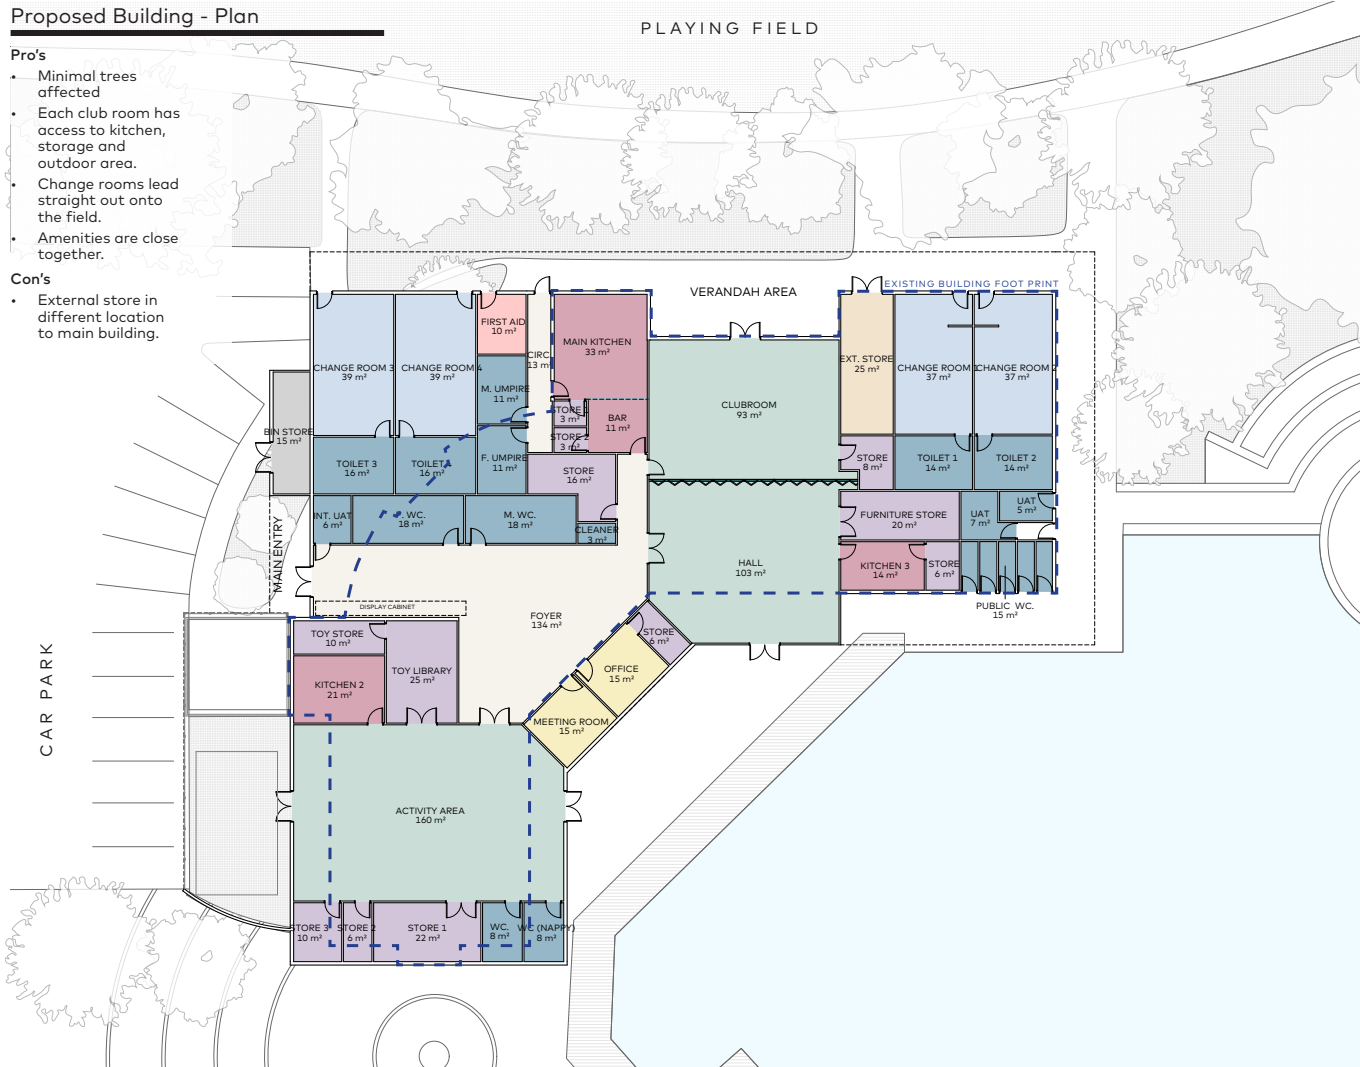 Proposed Building - Plan
PLAYING FIELD
Pro's
• Minimal trees
affected
• Each club room has
access to kitchen,
storage and
outdoor area.
• Change rooms lead
straight out onto
the field.
• Amenities are close
together.
Con's
• External store in
different location
to main building.
VERANDAH AREA
EXISTING BUILDING FOOT PRINT
CHANGE ROOM 3
39 m²
CHANGE ROOM 4
39 m²
FIRST AID
10 m²
CIRC.
13 m²
MAIN KITCHEN
33 m²
M. UMPIRE
11 m²
STORE 1
3 m²
BAR
11 m²
STORE 2
3 m²
CLUBROOM
93 m²
EXT. STORE
25 m²
CHANGE ROOM 1
37 m²
CHANGE ROOM 2
37 m²
BIN STORE
15 m²
TOILET 3
16 m²
TOILET 4
16 m²
F. UMPIRE
11 m²
STORE
16 m²
STORE
8 m²
TOILET 1
14 m²
TOILET 2
14 m²
INT. UAT
6 m²
F. WC.
18 m²
M. WC.
18 m²
CLEANER
3 m²
FURNITURE STORE
20 m²
UAT
7 m²
UAT
5 m²
MAIN ENTRY
HALL
103 m²
KITCHEN 3
14 m²
STORE
6 m²
PUBLIC WC.
15 m²
DISPLAY CABINET
FOYER
134 m²
TOY STORE
10 m²
STORE
6 m²
TOY LIBRARY
25 m²
OFFICE
15 m²
KITCHEN 2
21 m²
MEETING ROOM
15 m²
CAR PARK
ACTIVITY AREA
160 m²
STORE 3
10 m²
STORE 2
6 m²
STORE 1
22 m²
WC.
8 m²
WC (NAPPY)
8 m²